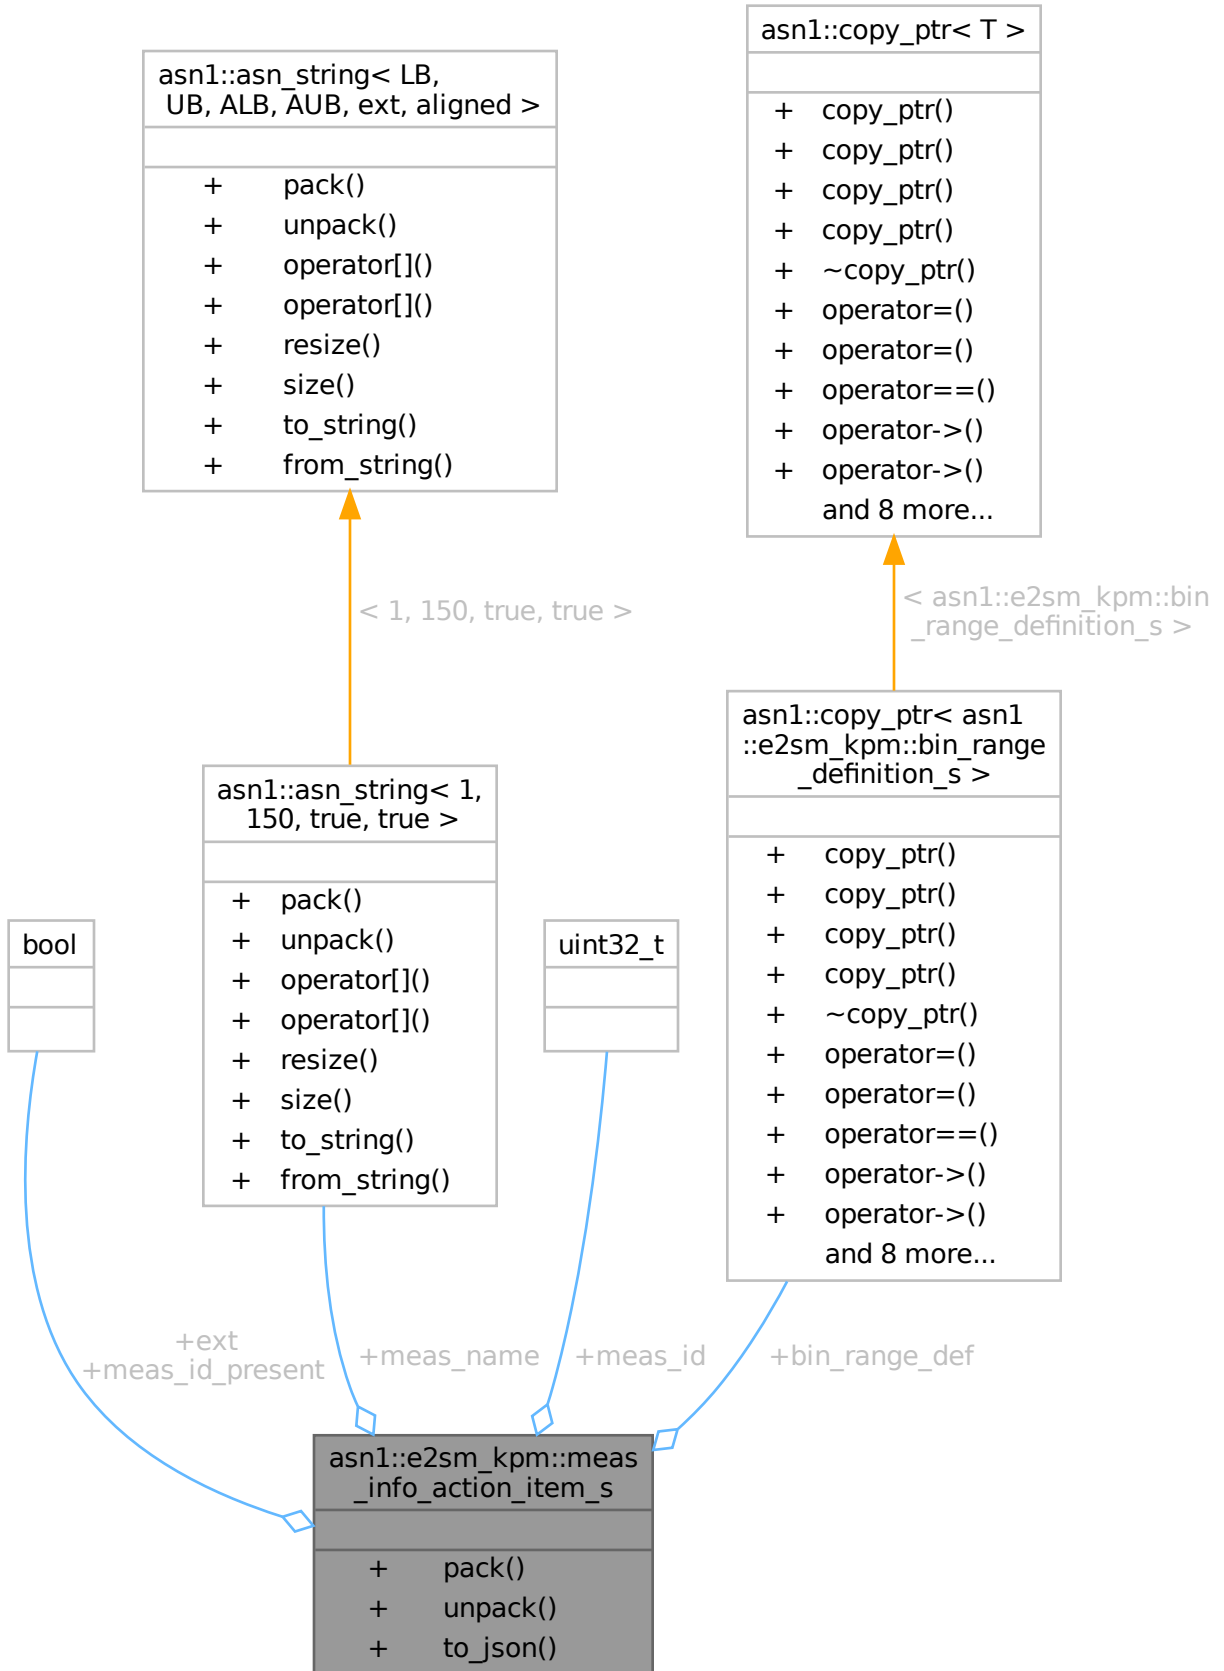 asn1::copy_ptr< T >
+ copy_ptr()
+ copy_ptr()
+ copy_ptr()
+ copy_ptr()
+ ~copy_ptr()
+ operator=()
+ operator=()
+ operator==()
+ operator->()
+ operator->()
and 8 more...
asn1::asn_string< LB,
UB, ALB, AUB, ext, aligned >
+ pack()
+ unpack()
+ operator[]()
+ operator[]()
+ resize()
+ size()
+ to_string()
+ from_string()
< 1, 150, true, true >
< asn1::e2sm_kpm::bin
_range_definition_s >
asn1::copy_ptr< asn1
::e2sm_kpm::bin_range
_definition_s >
+ copy_ptr()
+ copy_ptr()
+ copy_ptr()
+ copy_ptr()
+ ~copy_ptr()
+ operator=()
+ operator=()
+ operator==()
+ operator->()
+ operator->()
and 8 more...
asn1::asn_string< 1,
150, true, true >
+ pack()
+ unpack()
+ operator[]()
+ operator[]()
+ resize()
+ size()
+ to_string()
+ from_string()
bool
uint32_t
+ext
+meas_id_present
+meas_name
+meas_id
+bin_range_def
asn1::e2sm_kpm::meas
_info_action_item_s
+ pack()
+ unpack()
+ to_json()